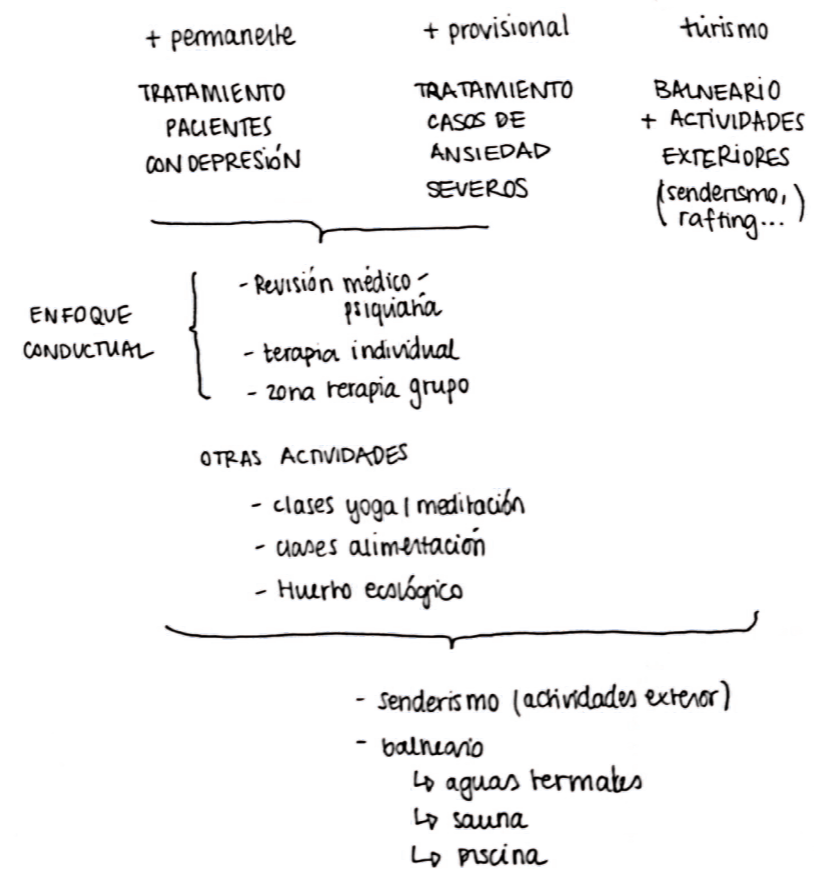 + permanente
+ provisional
turismo
TRATAMIENTO
PACIENTES
CON DEPRESIÓN
TRATAMIENTO
CASOS DE
ANSIEDAD
SEVEROS
BALNEARIO
+ ACTIVIDADES
EXTERIORES
(senderismo,
rafting...)
ENFOQUE
CONDUCTUAL
- Revisión médico-
psiquiatría
- terapia individual
- zona terapia grupo
OTRAS ACTIVIDADES
- clases yoga / meditación
- clases alimentación
- Huerto ecológico
- senderismo (actividades exterior)
- balneario
↳ aguas termales
↳ sauna
↳ piscina